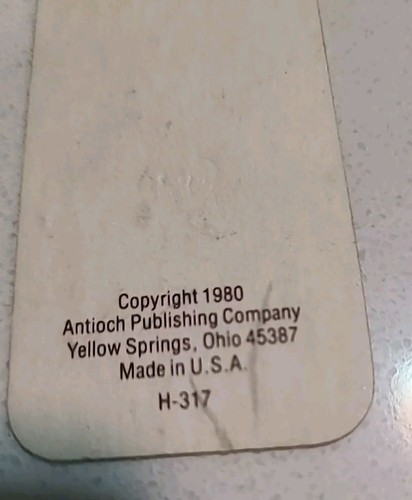 Copyright 1980
Antioch Publishing Company
Yellow Springs, Ohio 45387
Made in U.S.A.
H-317